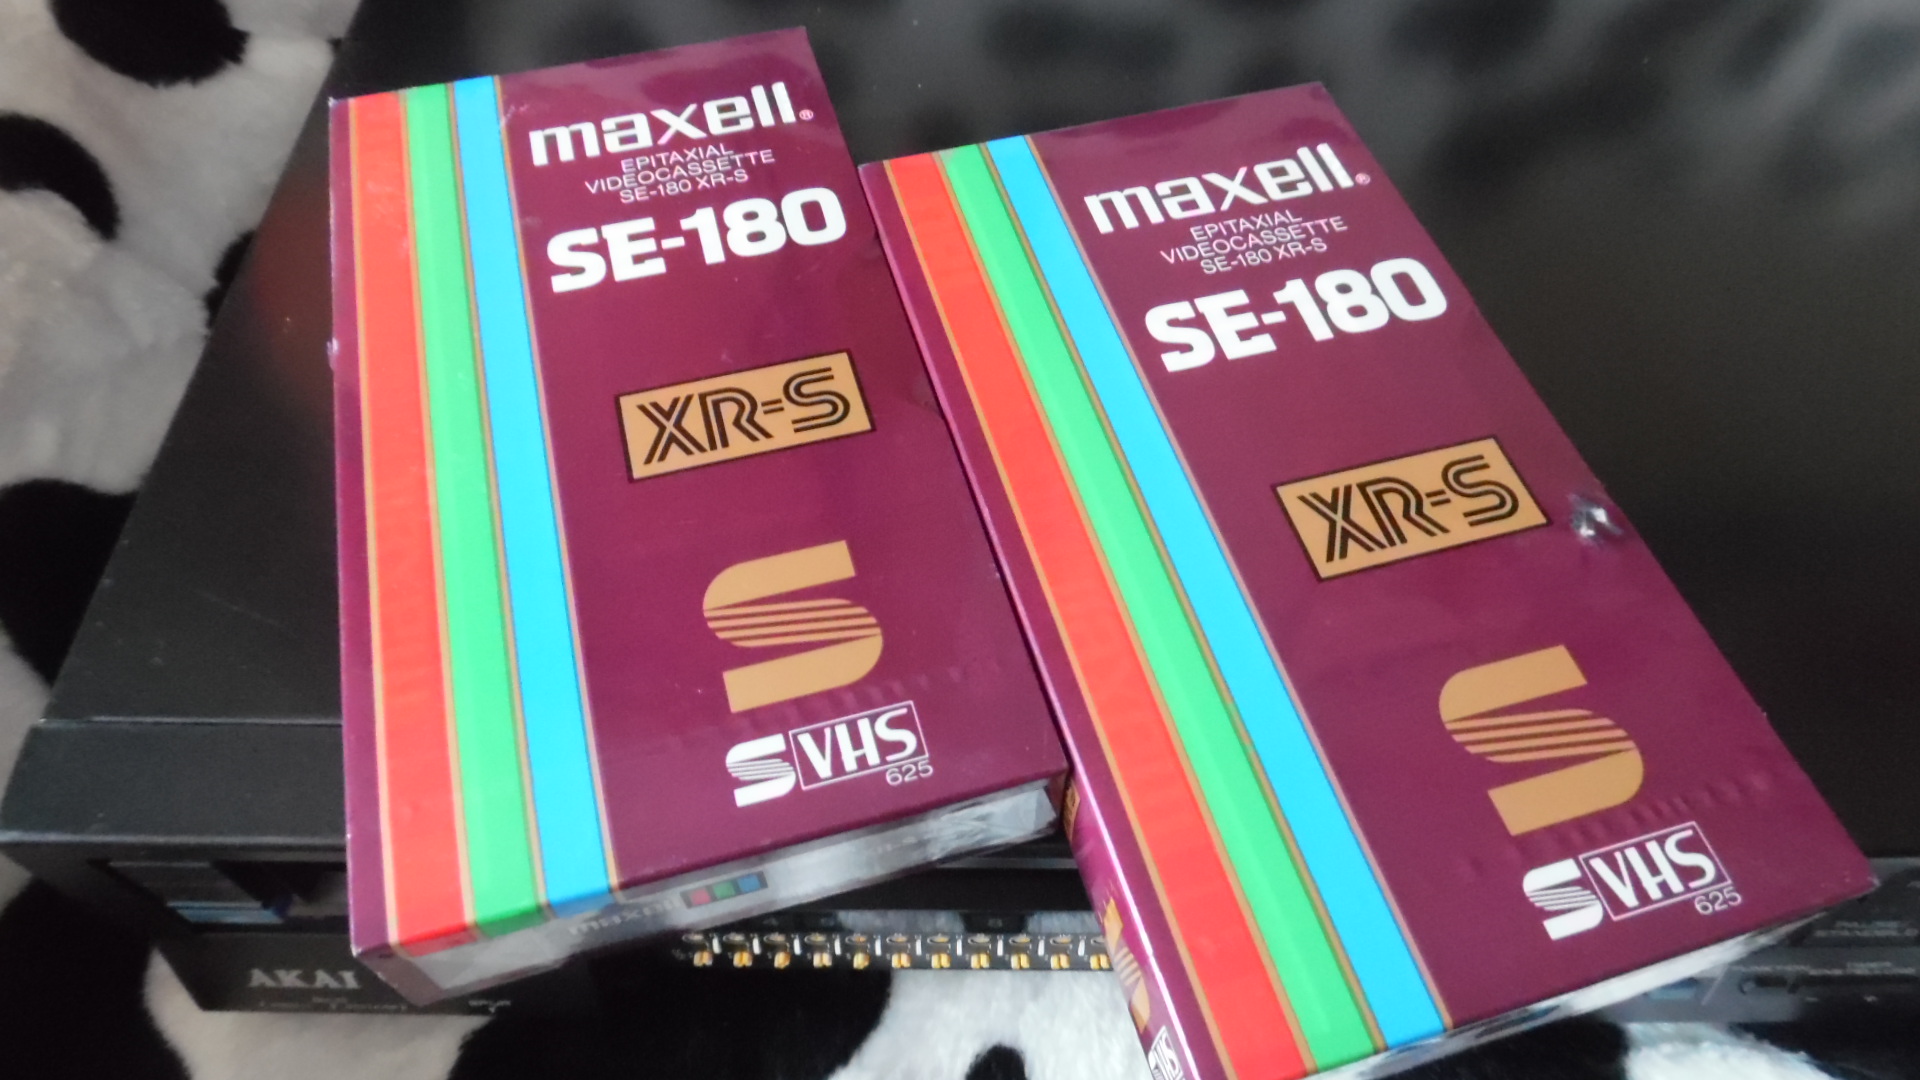 maxell®
EPITAXIAL
VIDEOCASSETTE
SE-180 XR-S
SE-180
XR-S
S
S VHS
625
maxell
maxell®
EPITAXIAL
VIDEOCASSETTE
SE-180 XR-S
SE-180
XR-S
S
S VHS
625
AKAI